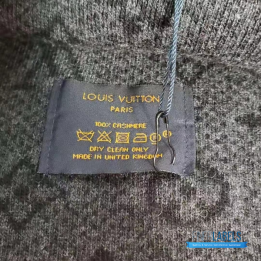 LOUIS VUITTON
PARIS
100% CASHMERE
DRY CLEAN ONLY
MADE IN UNITED KINGDOM